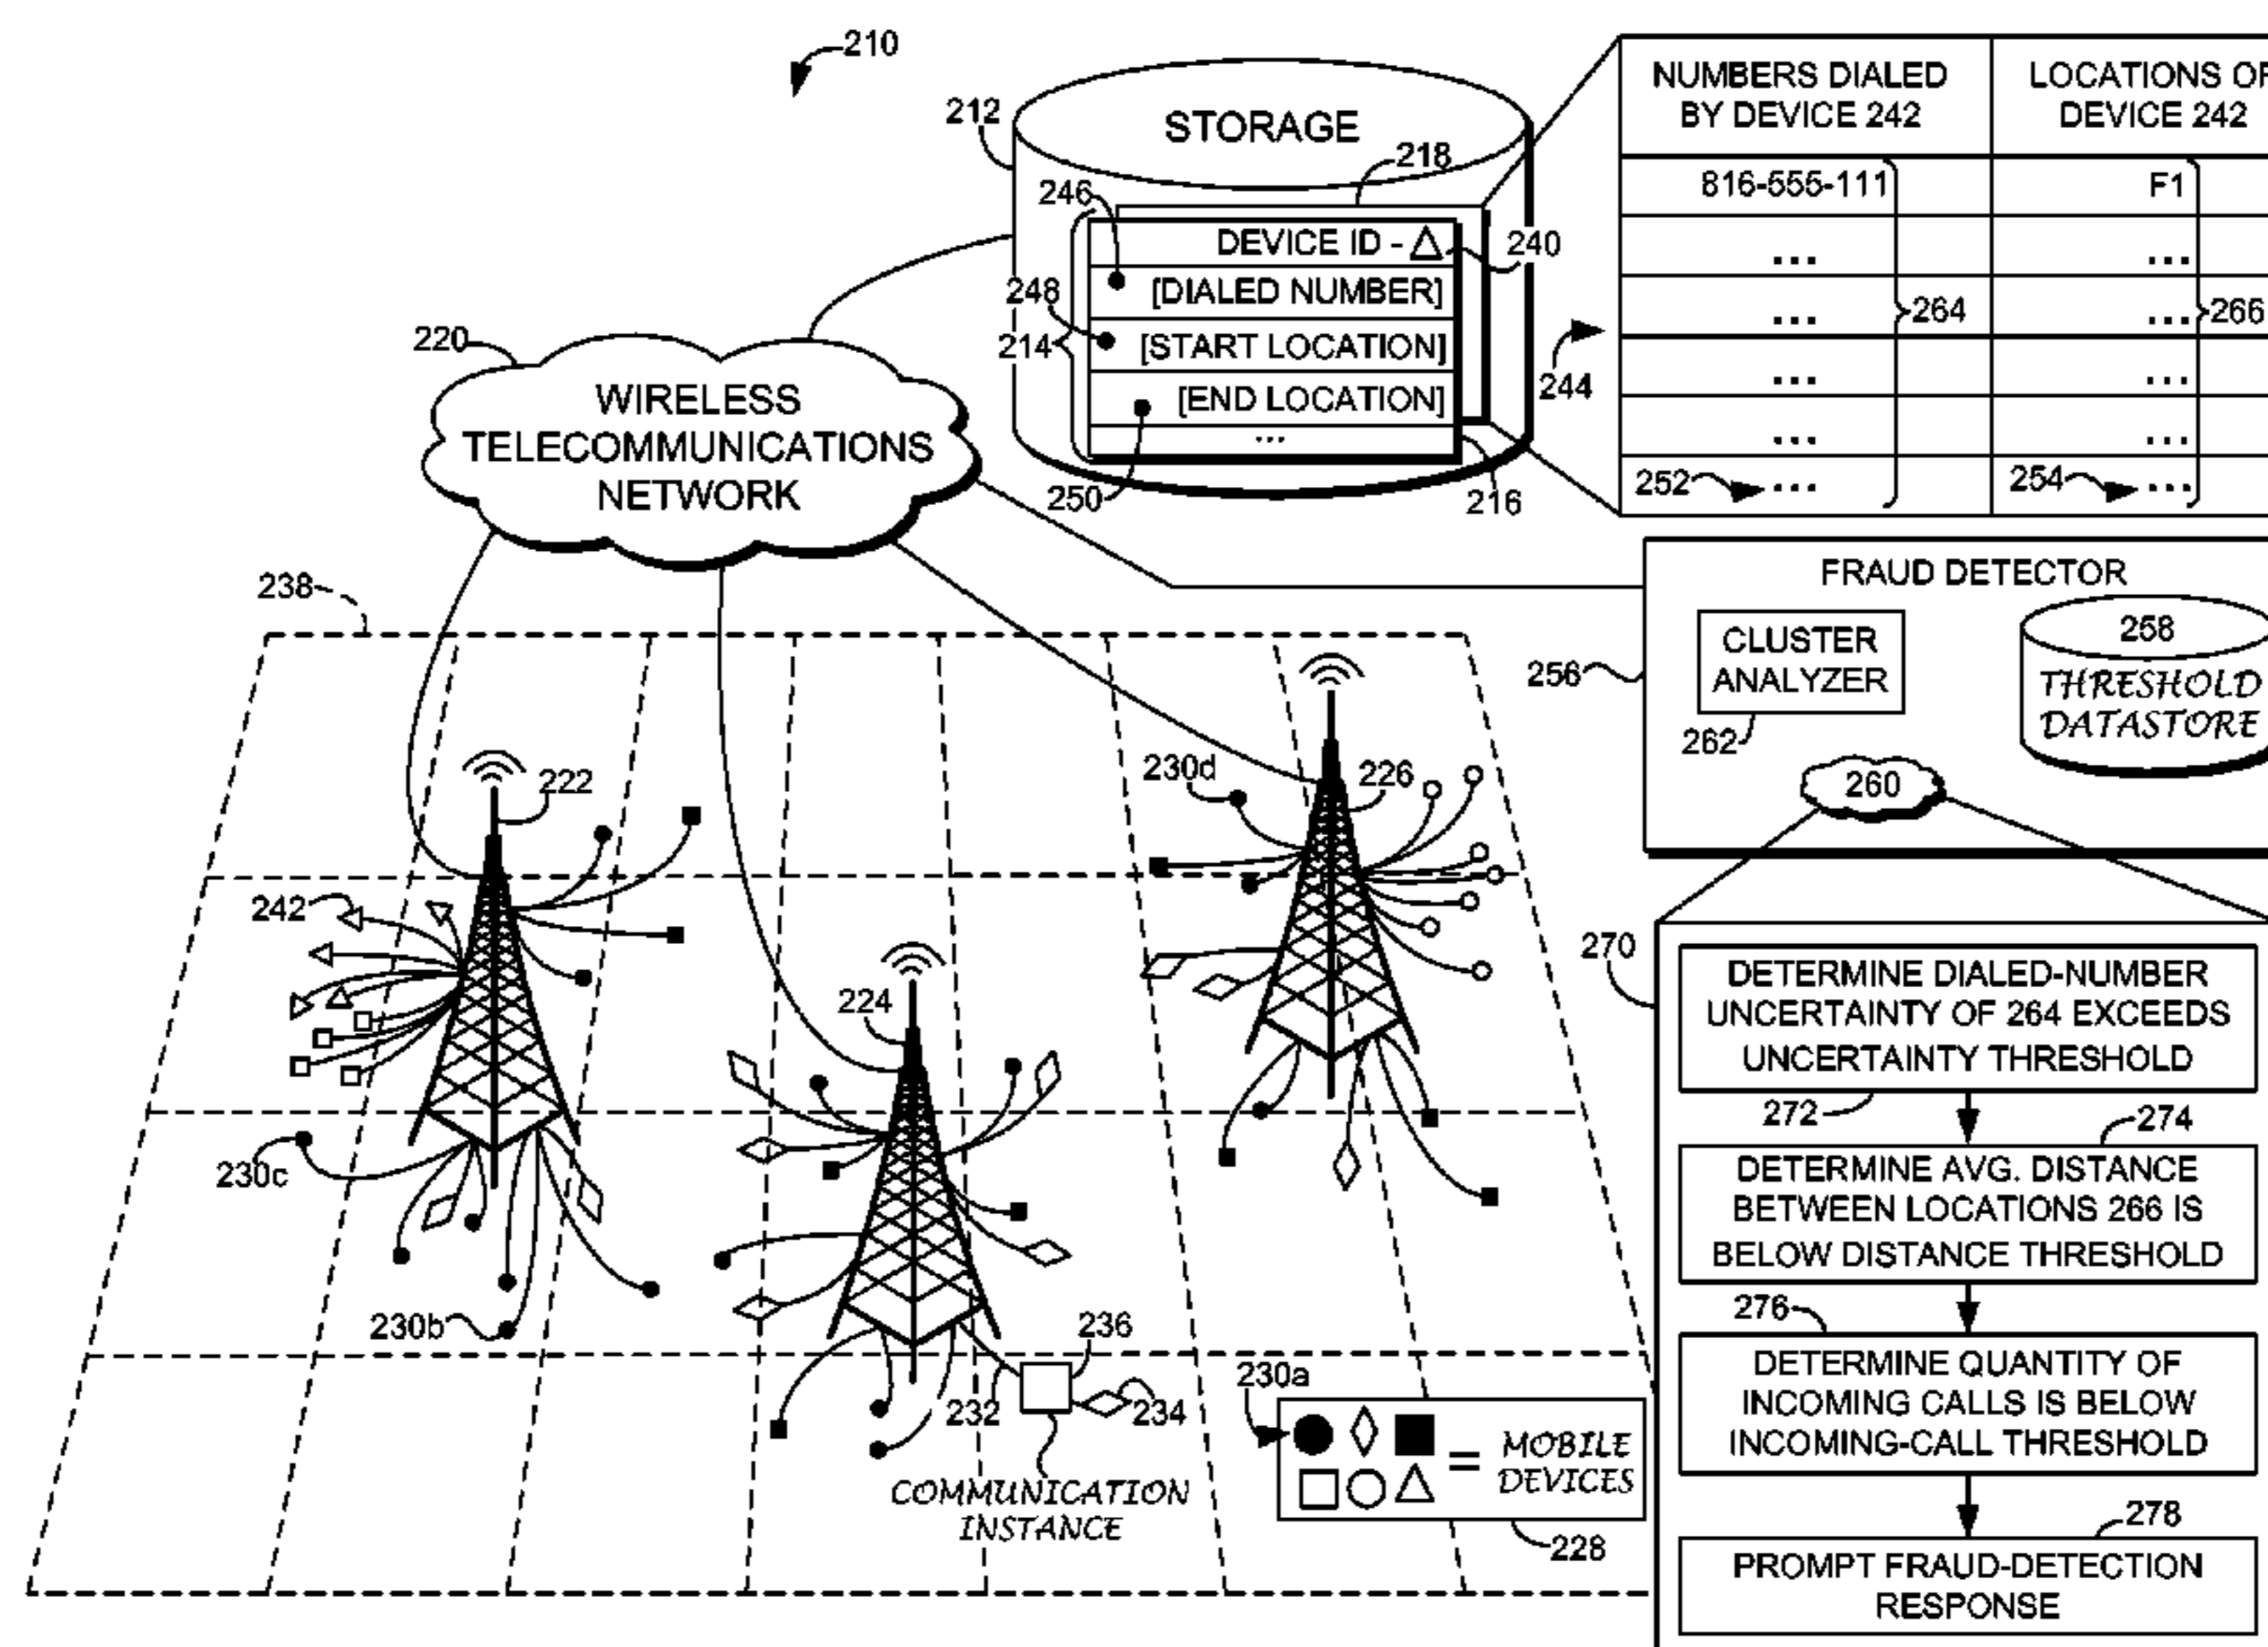 210
212
STORAGE
218
246
DEVICE ID -
240
248
[DIALED NUMBER]
214
[START LOCATION]
[END LOCATION]
...
250
216
244
NUMBERS DIALED
BY DEVICE 242
LOCATIONS OF
DEVICE 242
816-555-111
F1
...
...
...
...
264
266
...
...
...
...
252
...
254
...
220
WIRELESS
TELECOMMUNICATIONS
NETWORK
238
FRAUD DETECTOR
256
CLUSTER
ANALYZER
262
258
THRESHOLD
DATASTORE
260
222
230d
226
242
224
230c
230b
232
236
234
COMMUNICATION
INSTANCE
230a
=
MOBILE
DEVICES
228
270
DETERMINE DIALED-NUMBER
UNCERTAINTY OF 264 EXCEEDS
UNCERTAINTY THRESHOLD
272
274
DETERMINE AVG. DISTANCE
BETWEEN LOCATIONS 266 IS
BELOW DISTANCE THRESHOLD
276
DETERMINE QUANTITY OF
INCOMING CALLS IS BELOW
INCOMING-CALL THRESHOLD
278
PROMPT FRAUD-DETECTION
RESPONSE